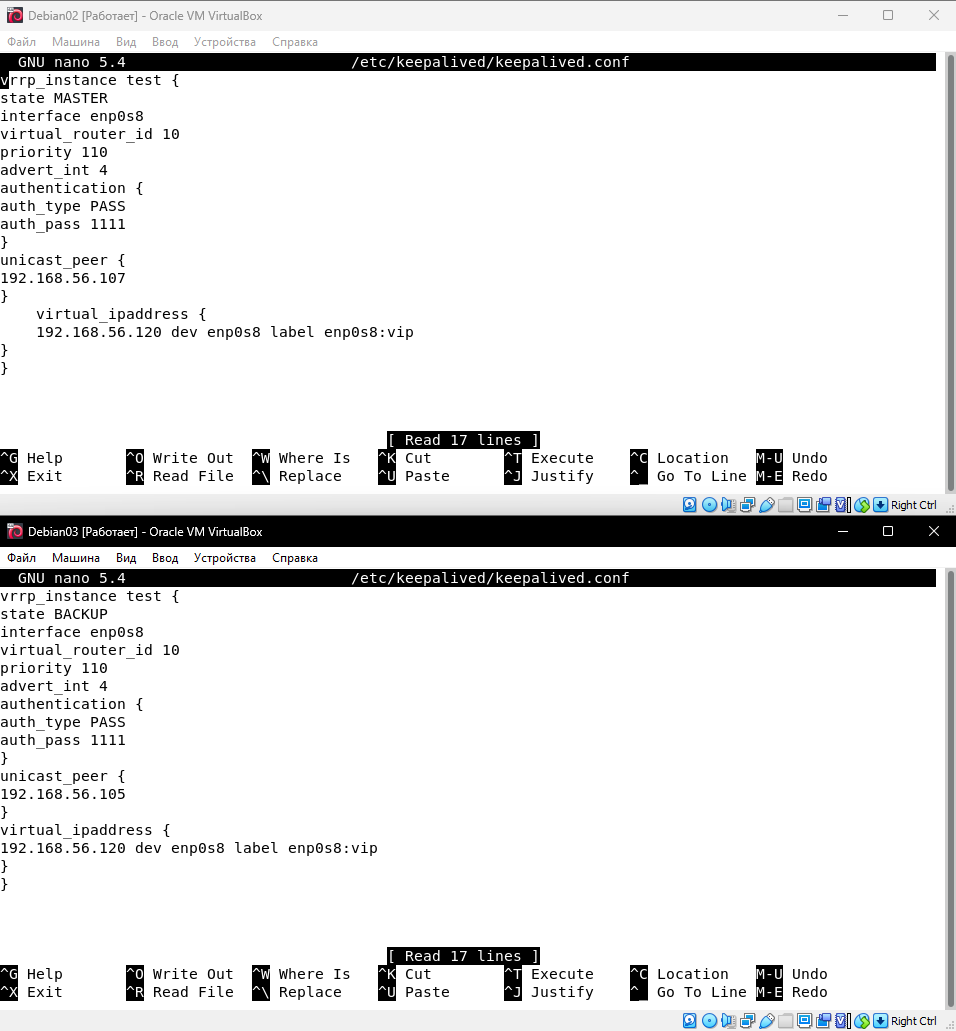 Debian02 [Работает] - Oracle VM VirtualBox
Файл Машина Вид Ввод Устройства Справка
GNU nano 5.4 /etc/keepalived/keepalived.conf
vrrp_instance test {
state MASTER
interface enp0s8
virtual_router_id 10
priority 110
advert_int 4
authentication {
auth_type PASS
auth_pass 1111
}
unicast_peer {
192.168.56.107
}
virtual_ipaddress {
192.168.56.120 dev enp0s8 label enp0s8:vip
}
}
[ Read 17 lines ]
^G Help ^O Write Out ^W Where Is ^K Cut ^T Execute ^C Location M-U Undo
^X Exit ^R Read File ^\ Replace ^U Paste ^J Justify ^_ Go To Line M-E Redo
Right Ctrl
Debian03 [Работает] - Oracle VM VirtualBox
Файл Машина Вид Ввод Устройства Справка
GNU nano 5.4 /etc/keepalived/keepalived.conf
vrrp_instance test {
state BACKUP
interface enp0s8
virtual_router_id 10
priority 110
advert_int 4
authentication {
auth_type PASS
auth_pass 1111
}
unicast_peer {
192.168.56.105
}
virtual_ipaddress {
192.168.56.120 dev enp0s8 label enp0s8:vip
}
}
[ Read 17 lines ]
^G Help ^O Write Out ^W Where Is ^K Cut ^T Execute ^C Location M-U Undo
^X Exit ^R Read File ^\ Replace ^U Paste ^J Justify ^_ Go To Line M-E Redo
Right Ctrl